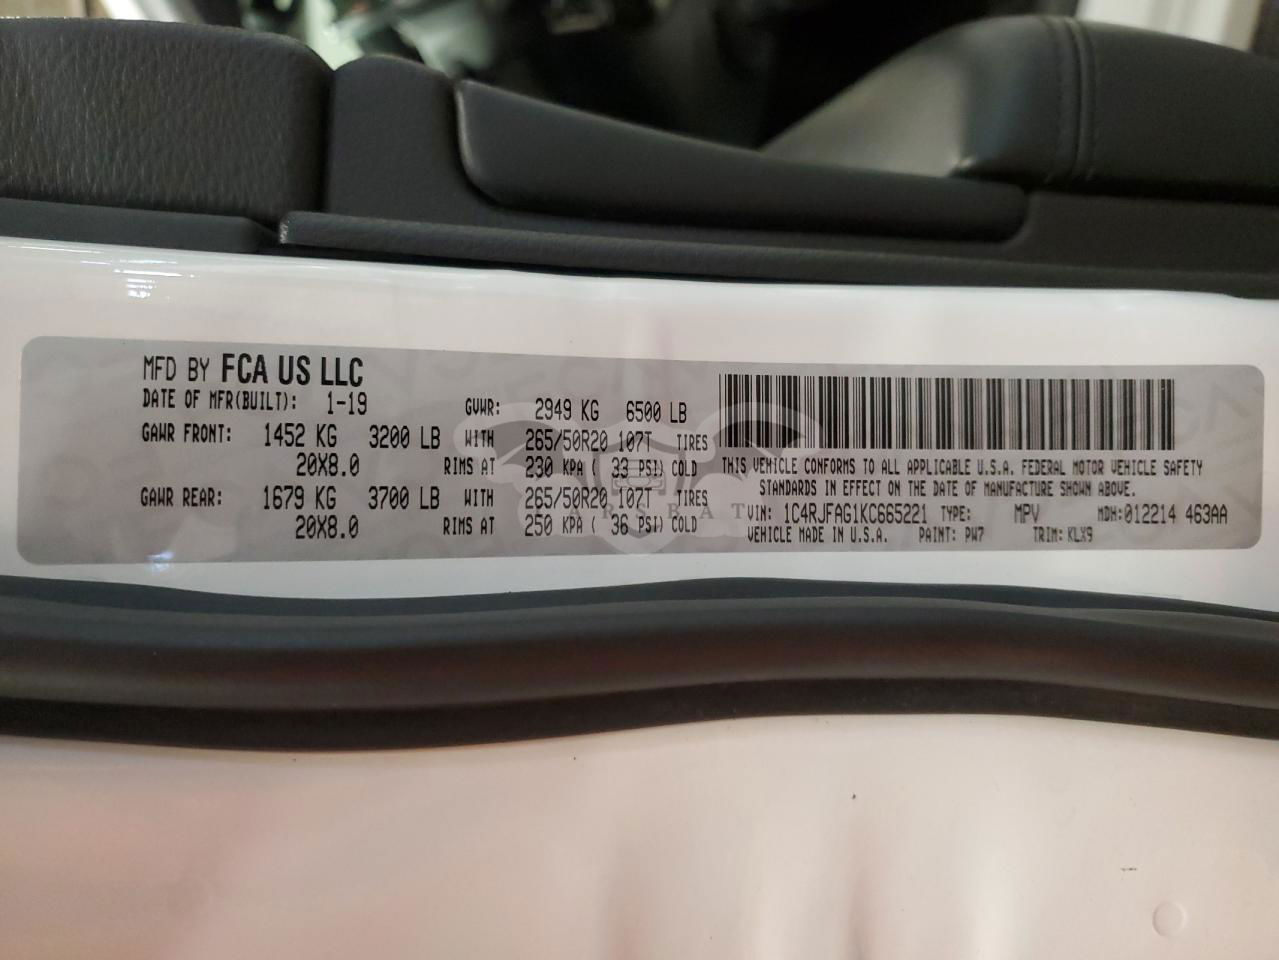 MFD BY FCA US LLC
DATE OF MFR(BUILT): 1-19 GVWR: 2949 KG 6500 LB
GAWR FRONT: 1452 KG 3200 LB WITH 265/50R20 107T TIRES
20X8.0 RIMS AT 230 KPA ( 33 PSI) COLD
GAWR REAR: 1679 KG 3700 LB WITH 265/50R20 107T TIRES
20X8.0 RIMS AT 250 KPA ( 36 PSI) COLD
THIS VEHICLE CONFORMS TO ALL APPLICABLE U.S.A. FEDERAL MOTOR VEHICLE SAFETY
STANDARDS IN EFFECT ON THE DATE OF MANUFACTURE SHOWN ABOVE.
VIN: 1C4RJFAG1KC665221 TYPE: MPV MDH:012214 463AA
VEHICLE MADE IN U.S.A. PAINT: PW7 TRIM: KLX9